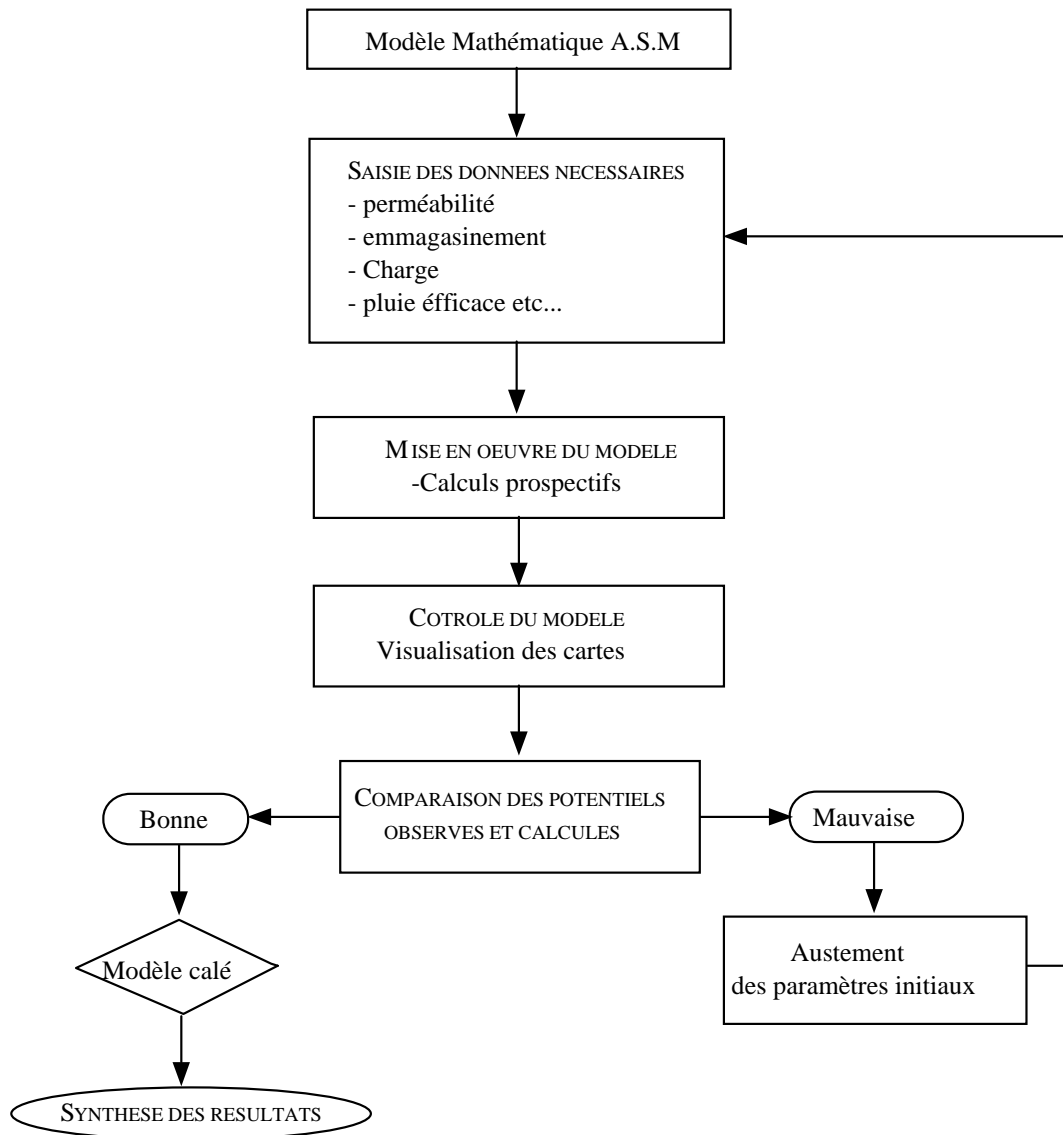 Modèle Mathématique A.S.M
SAISIE DES DONNEES NECESSAIRES
- perméabilité
- emmagasinement
- Charge
- pluie éfficace etc...
MISE EN OEUVRE DU MODELE
-Calculs prospectifs
COTROLE DU MODELE
Visualisation des cartes
COMPARAISON DES POTENTIELS
OBSERVES ET CALCULES
Bonne
Mauvaise
Modèle calé
Austement
des paramètres initiaux
SYNTHESE DES RESULTATS